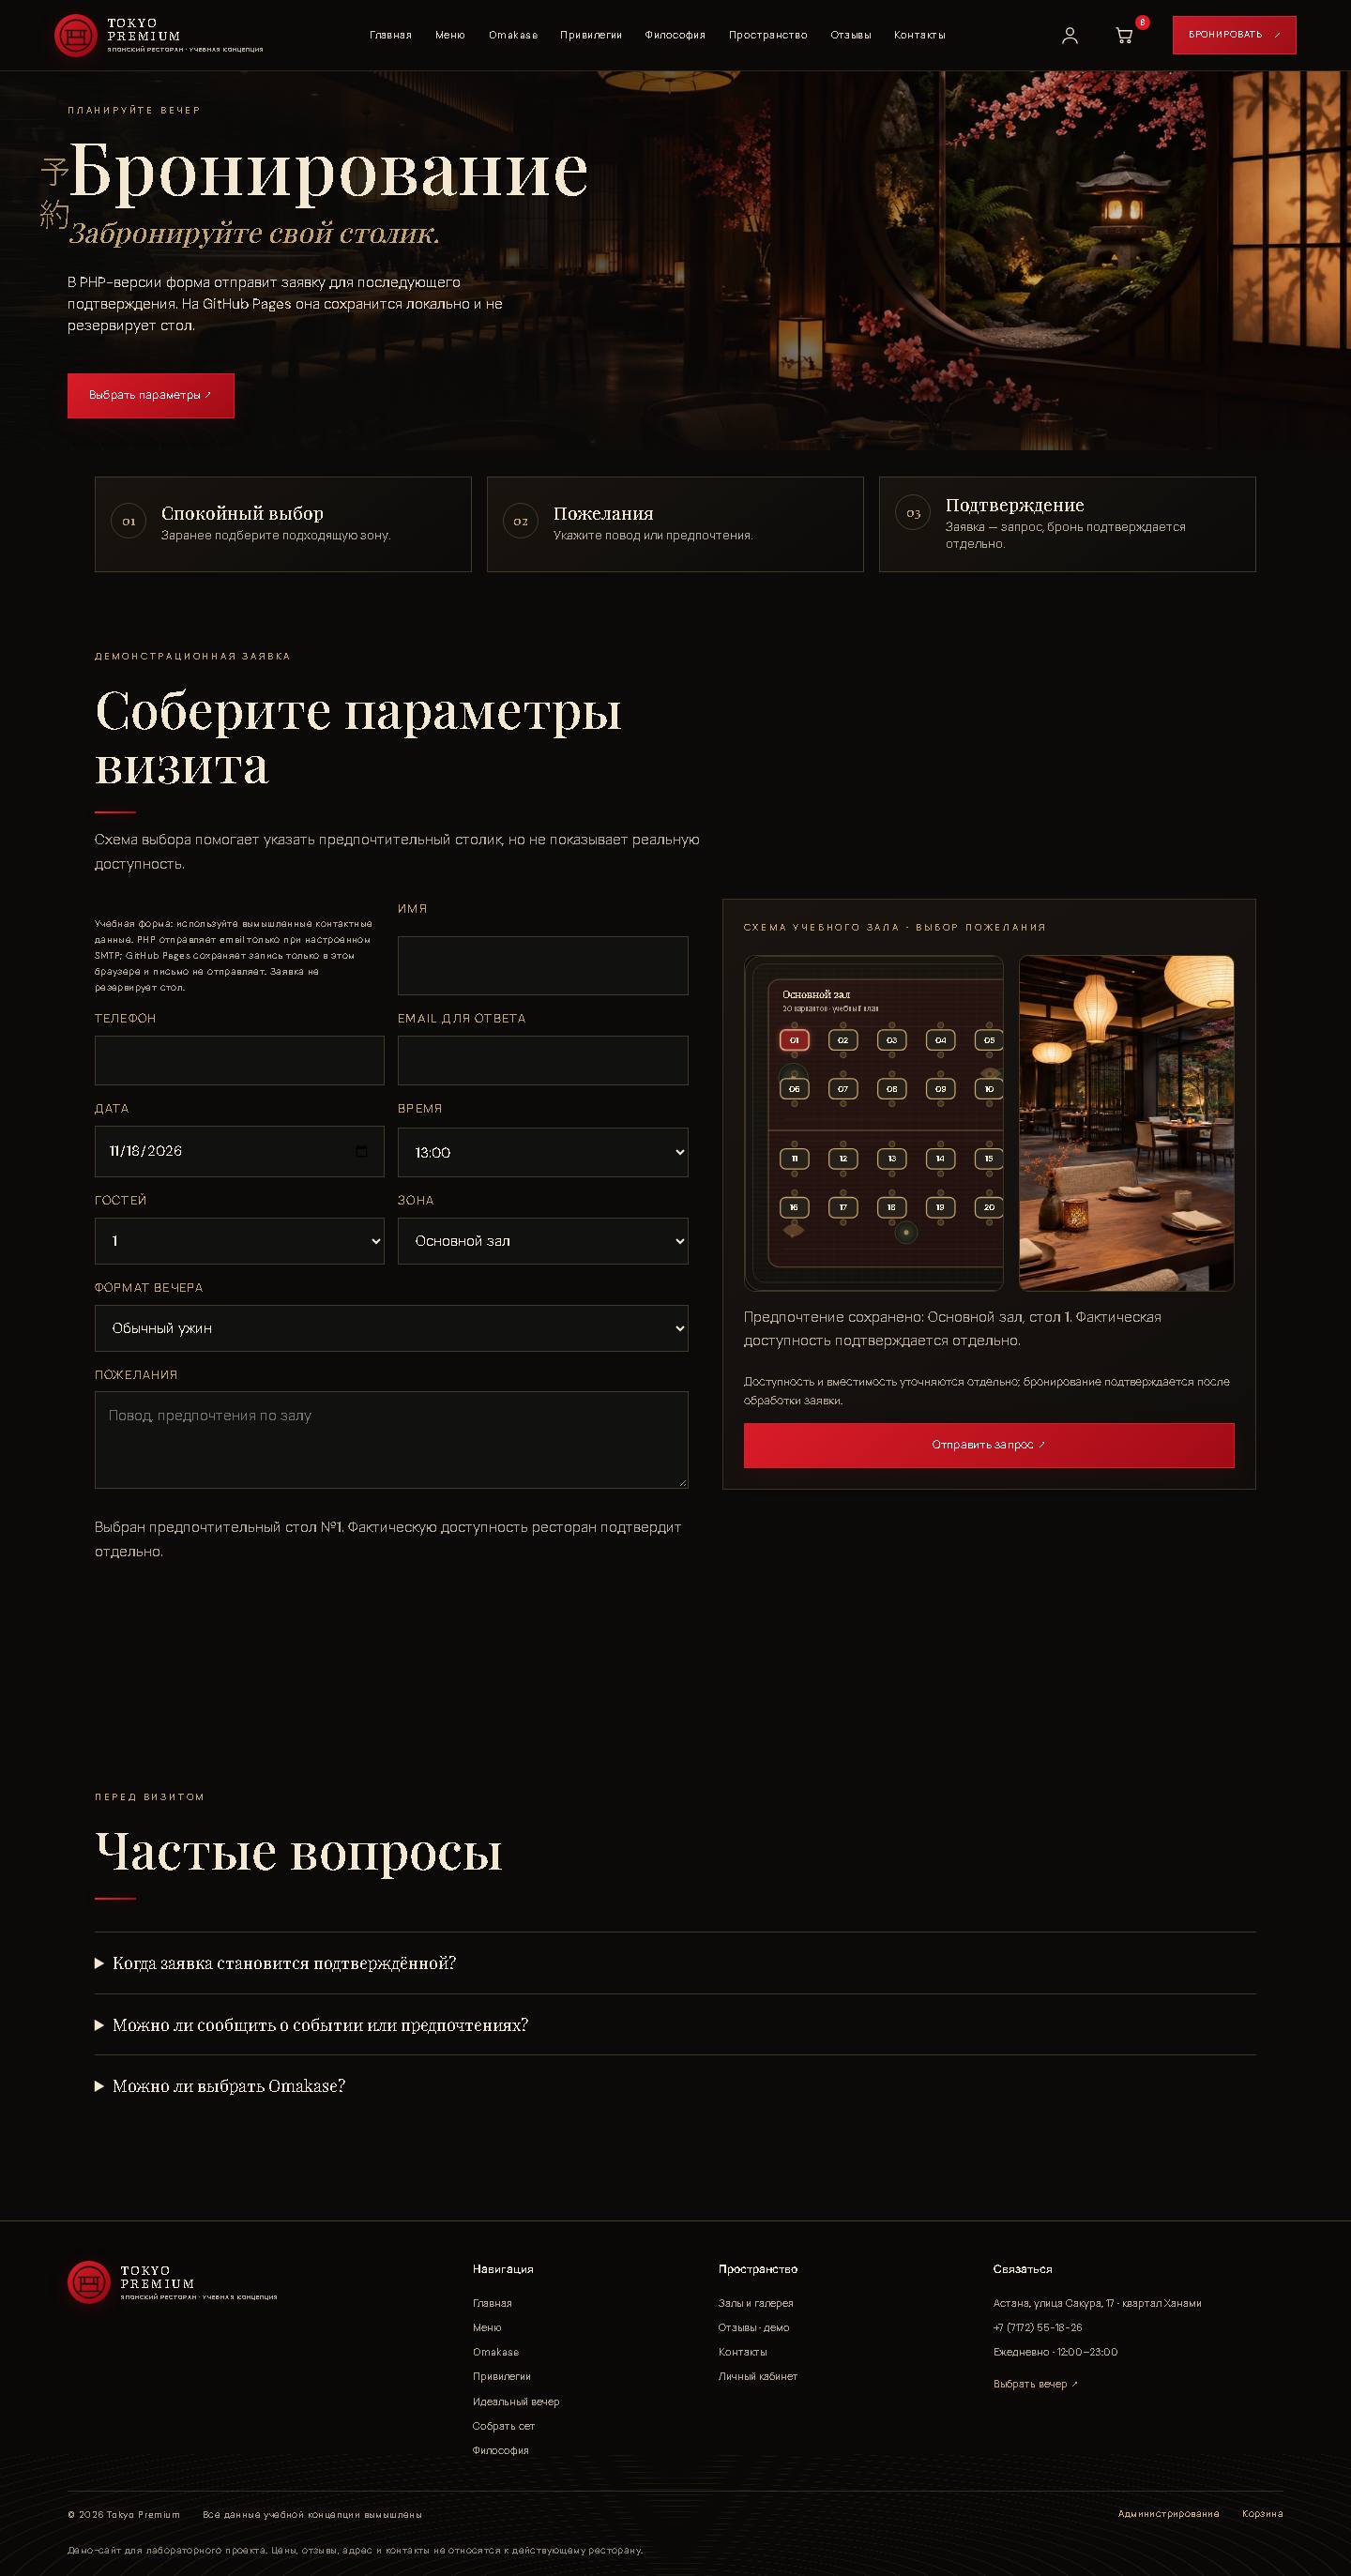 TOKYO
PREMIUM
ЯПОНСКИЙ РЕСТОРАН · УЧЕБНАЯ КОНЦЕПЦИЯ
Главная Меню Omakase Привилегии Философия Пространство Отзывы Контакты
8
БРОНИРОВАТЬ ↗
ПЛАНИРУЙТЕ ВЕЧЕР
予約
Бронирование
Забронируйте свой столик.
В PHP-версии форма отправит заявку для последующего
подтверждения. На GitHub Pages она сохранится локально и не
резервирует стол.
Выбрать параметры ↗
01 Спокойный выбор
Заранее подберите подходящую зону.
02 Пожелания
Укажите повод или предпочтения.
03 Подтверждение
Заявка — запрос, бронь подтверждается
отдельно.
ДЕМОНСТРАЦИОННАЯ ЗАЯВКА
Соберите параметры
визита
Схема выбора помогает указать предпочтительный столик, но не показывает реальную
доступность.
Учебная форма: используйте вымышленные контактные
данные. PHP отправляет email только при настроенном
SMTP; GitHub Pages сохраняет запись только в этом
браузере и письмо не отправляет. Заявка не
резервирует стол.
ИМЯ
ТЕЛЕФОН
EMAIL ДЛЯ ОТВЕТА
ДАТА
11/18/2026
ВРЕМЯ
13:00
ГОСТЕЙ
1
ЗОНА
Основной зал
ФОРМАТ ВЕЧЕРА
Обычный ужин
ПОЖЕЛАНИЯ
Повод, предпочтения по залу
Выбран предпочтительный стол №1. Фактическую доступность ресторан подтвердит
отдельно.
СХЕМА УЧЕБНОГО ЗАЛА · ВЫБОР ПОЖЕЛАНИЯ
Основной зал
20 вариантов · учебный план
01 02 03 04 05
06 07 08 09 10
11 12 13 14 15
16 17 18 19 20
Предпочтение сохранено: Основной зал, стол 1. Фактическая
доступность подтверждается отдельно.
Доступность и вместимость уточняются отдельно; бронирование подтверждается после
обработки заявки.
Отправить запрос ↗
ПЕРЕД ВИЗИТОМ
Частые вопросы
Когда заявка становится подтверждённой?
Можно ли сообщить о событии или предпочтениях?
Можно ли выбрать Omakase?
TOKYO
PREMIUM
ЯПОНСКИЙ РЕСТОРАН · УЧЕБНАЯ КОНЦЕПЦИЯ
Навигация
Главная
Меню
Omakase
Привилегии
Идеальный вечер
Собрать сет
Философия
Пространство
Залы и галерея
Отзывы · демо
Контакты
Личный кабинет
Связаться
Астана, улица Сакура, 17 · квартал Ханами
+7 (7172) 55-18-26
Ежедневно · 12:00–23:00
Выбрать вечер ↗
© 2026 Tokyo Premium Все данные учебной концепции вымышлены
Администрирование Корзина
Демо-сайт для лабораторного проекта. Цены, отзывы, адрес и контакты не относятся к действующему ресторану.